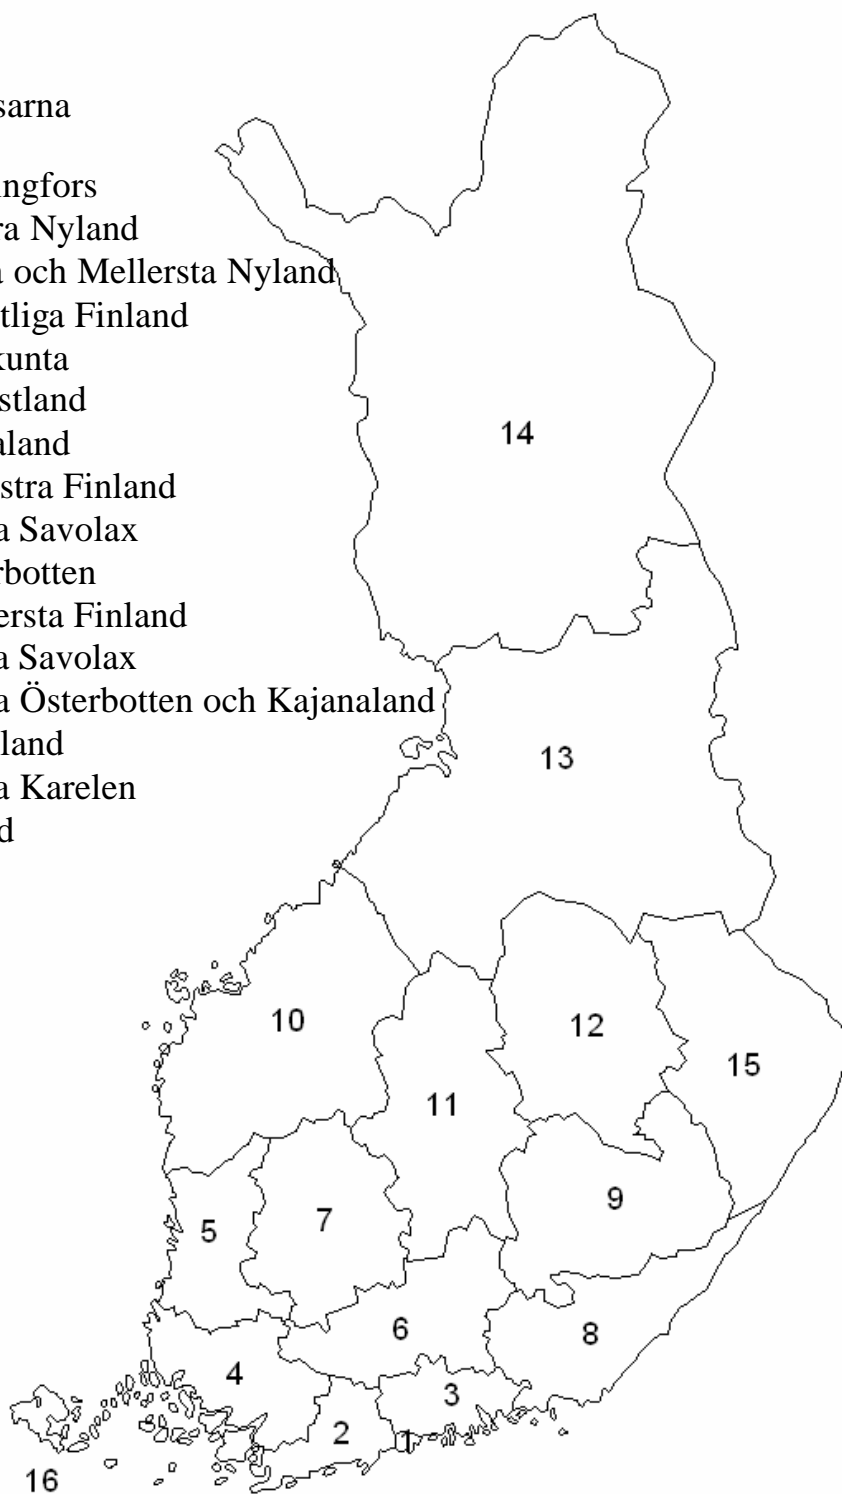 sarna
ngfors
ra Nyland
a och Mellersta Nyland
tliga Finland
kunta
stland
aland
stra Finland
a Savolax
rbotten
ersta Finland
a Savolax
a Österbotten och Kajanaland
land
a Karelen
d
14
13
10
12
15
11
9
7
5
6
8
4
3
2
1
16